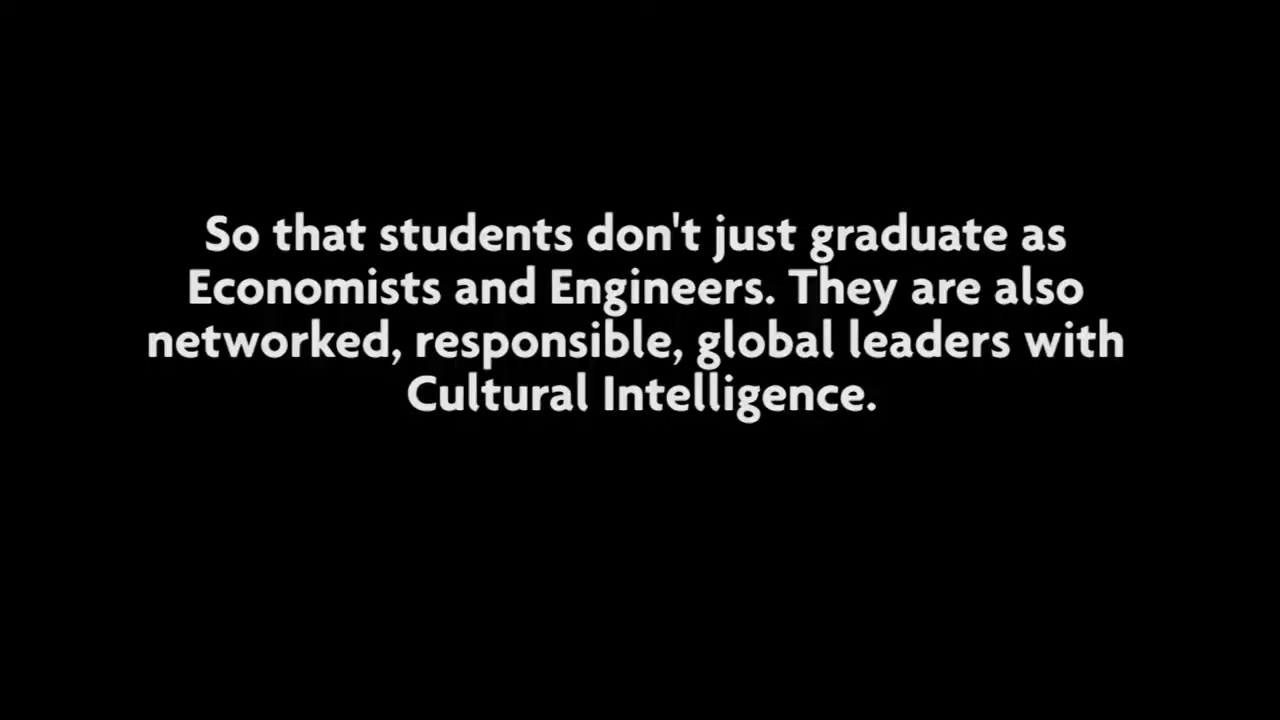 So that students don't just graduate as
Economists and Engineers. They are also
networked, responsible, global leaders with
Cultural Intelligence.